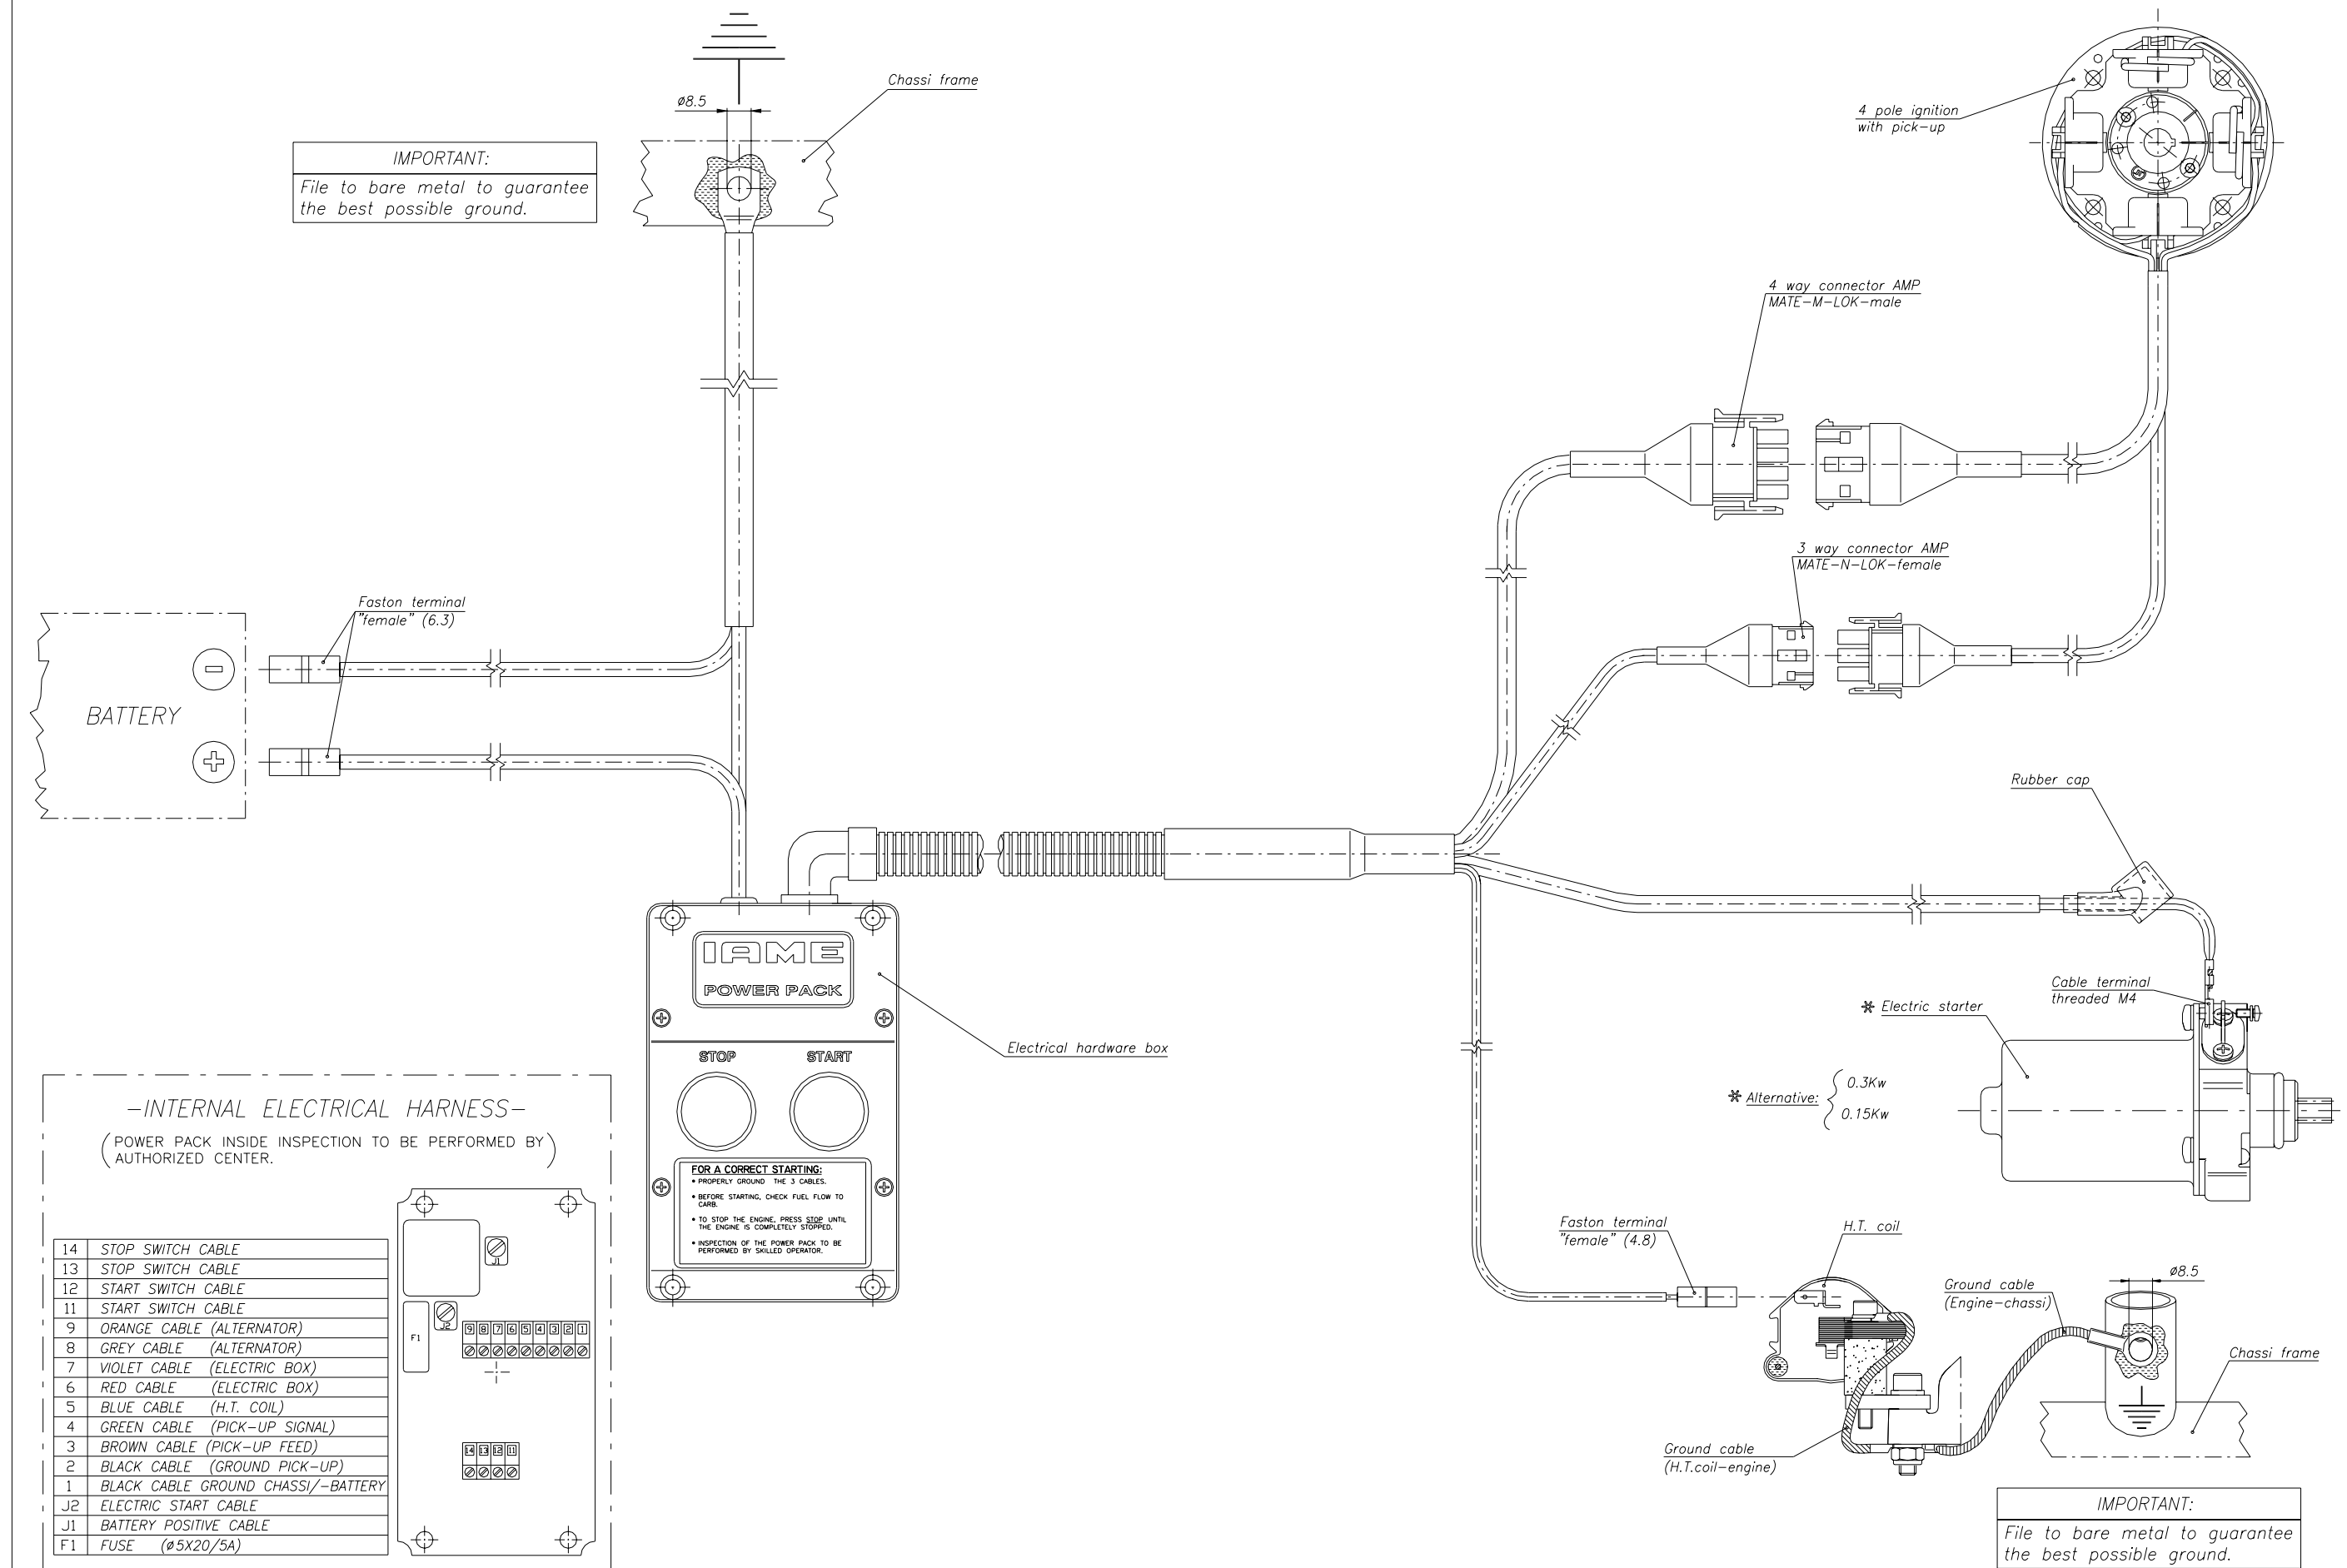 Chassi frame
ø8.5
4 pole ignition
with pick-up
IMPORTANT:
File to bare metal to guarantee
the best possible ground.
4 way connector AMP
MATE-M-LOK-male
3 way connector AMP
MATE-N-LOK-female
Faston terminal
"female" (6.3)
BATTERY
Rubber cap
IAME
POWER PACK
Cable terminal
threaded M4
* Electric starter
Electrical hardware box
STOP START
* Alternative:
0.3Kw
0.15Kw
-INTERNAL ELECTRICAL HARNESS-
(POWER PACK INSIDE INSPECTION TO BE PERFORMED BY
AUTHORIZED CENTER.)
FOR A CORRECT STARTING:
• PROPERLY GROUND THE 3 CABLES.
• BEFORE STARTING, CHECK FUEL FLOW TO
CARB.
• TO STOP THE ENGINE, PRESS STOP UNTIL
THE ENGINE IS COMPLETELY STOPPED.
• INSPECTION OF THE POWER PACK TO BE
PERFORMED BY SKILLED OPERATOR.
14 STOP SWITCH CABLE
13 STOP SWITCH CABLE
12 START SWITCH CABLE
11 START SWITCH CABLE
9 ORANGE CABLE (ALTERNATOR)
8 GREY CABLE (ALTERNATOR)
7 VIOLET CABLE (ELECTRIC BOX)
6 RED CABLE (ELECTRIC BOX)
5 BLUE CABLE (H.T. COIL)
4 GREEN CABLE (PICK-UP SIGNAL)
3 BROWN CABLE (PICK-UP FEED)
2 BLACK CABLE (GROUND PICK-UP)
1 BLACK CABLE GROUND CHASSI/-BATTERY
J2 ELECTRIC START CABLE
J1 BATTERY POSITIVE CABLE
F1 FUSE (ø5X20/5A)
J1
J2
F1
9 8 7 6 5 4 3 2 1
14 13 12 11
Faston terminal
"female" (4.8)
H.T. coil
Ground cable
(Engine-chassi)
ø8.5
Chassi frame
Ground cable
(H.T.coil-engine)
IMPORTANT:
File to bare metal to guarantee
the best possible ground.